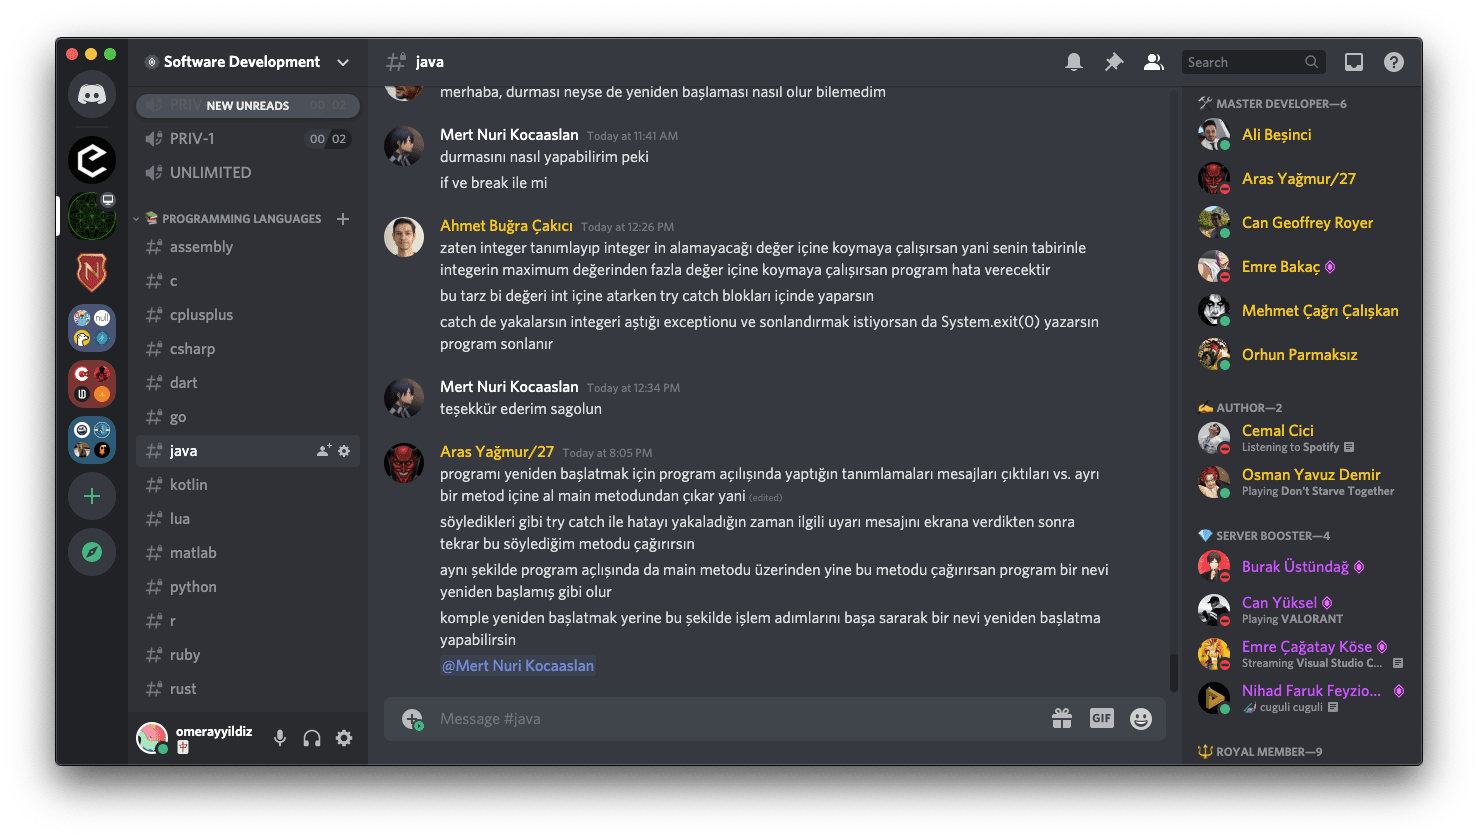 Software Development
PRIV-
00 02
NEW UNREADS
PRIV-1
00 02
UNLIMITED
PROGRAMMING LANGUAGES
assembly
c
cplusplus
csharp
dart
go
java
kotlin
lua
matlab
python
r
ruby
rust
omerayyildiz
null
java
Search
merhaba, durması neyse de yeniden başlaması nasıl olur bilemedim
Mert Nuri Kocaaslan Today at 11:41 AM
durmasını nasıl yapabilirim peki
if ve break ile mi
Ahmet Buğra Çakıcı Today at 12:26 PM
zaten integer tanımlayıp integer in alamayacağı değer içine koymaya çalışırsan yani senin tabirinle
integerin maximum değerinden fazla değer içine koymaya çalışırsan program hata verecektir
bu tarz bi değeri int içine atarken try catch blokları içinde yaparsın
catch de yakalarsın integeri aştığı exceptionu ve sonlandırmak istiyorsan da System.exit(0) yazarsın
program sonlanır
Mert Nuri Kocaaslan Today at 12:34 PM
teşekkür ederim sagolun
Aras Yağmur/27 Today at 8:05 PM
programı yeniden başlatmak için program açılışında yaptığın tanımlamaları mesajları çıktıları vs. ayrı
bir metod içine al main metodundan çıkar yani (edited)
söyledikleri gibi try catch ile hatayı yakaladığın zaman ilgili uyarı mesajını ekrana verdikten sonra
tekrar bu söylediğim metodu çağırırsın
aynı şekilde program açlışında da main metodu üzerinden yine bu metodu çağırırsan program bir nevi
yeniden başlamış gibi olur
komple yeniden başlatmak yerine bu şekilde işlem adımlarını başa sararak bir nevi yeniden başlatma
yapabilirsin
@Mert Nuri Kocaaslan
Message #java
GIF
MASTER DEVELOPER—6
Ali Beşinci
Aras Yağmur/27
Can Geoffrey Royer
Emre Bakaç
Mehmet Çağrı Çalışkan
Orhun Parmaksız
AUTHOR—2
Cemal Cici
Listening to Spotify
Osman Yavuz Demir
Playing Don't Starve Together
SERVER BOOSTER—4
Burak Üstündağ
Can Yüksel
Playing VALORANT
Emre Çağatay Köse
Streaming Visual Studio C...
Nihad Faruk Feyzio...
cuguli cuguli
ROYAL MEMBER—9